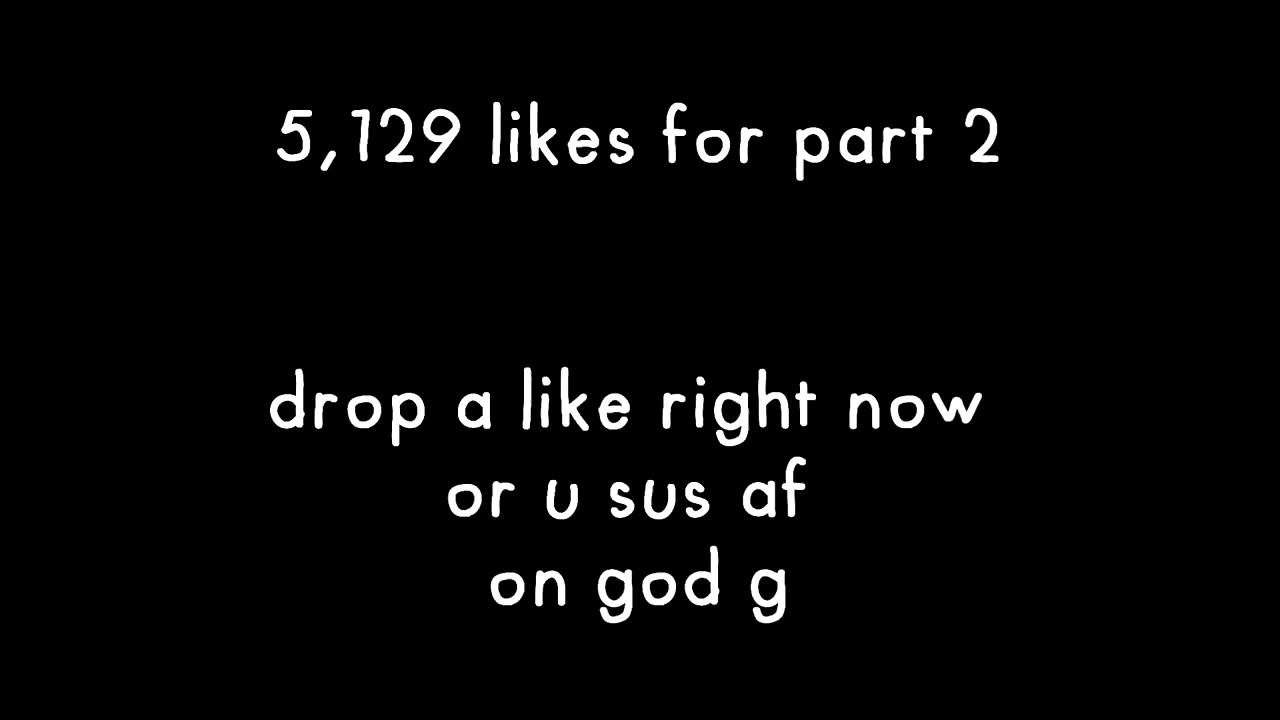 5,129 likes for part 2
drop a like right now
or u sus af
on god g